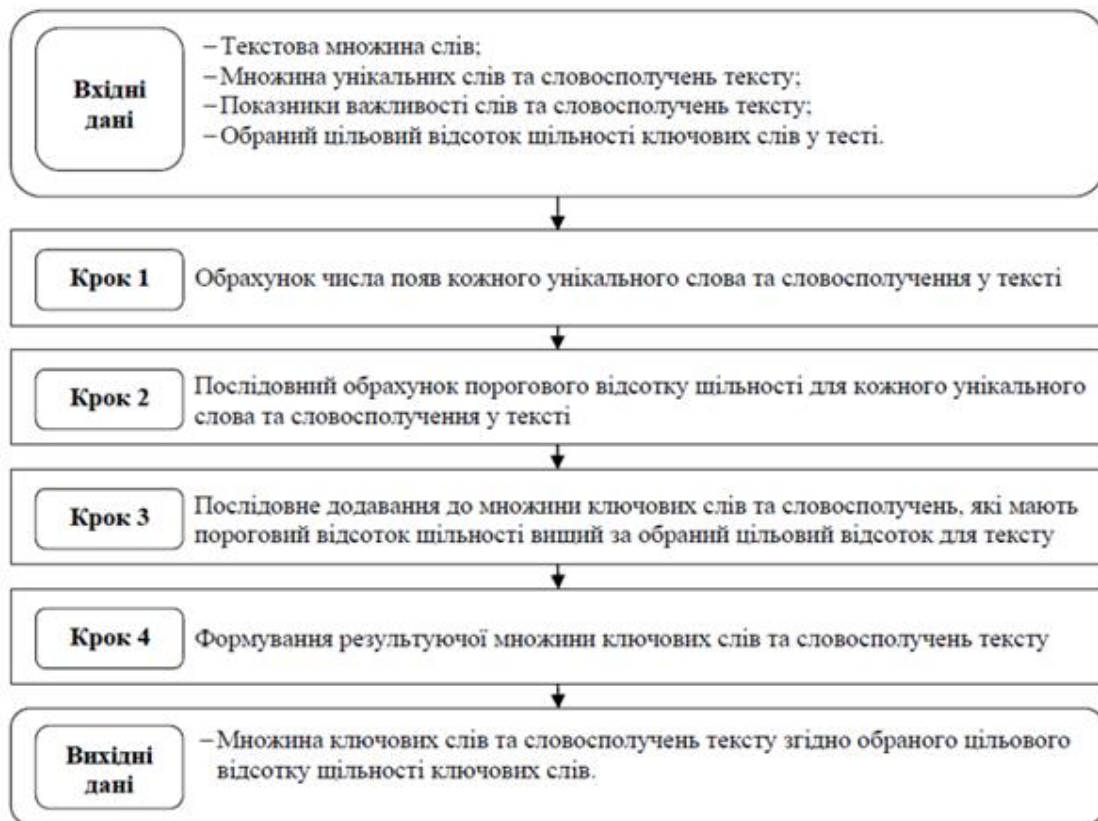 Вхідні
дані
– Текстова множина слів;
– Множина унікальних слів та словосполучень тексту;
– Показники важливості слів та словосполучень тексту;
– Обраний цільовий відсоток щільності ключових слів у тесті.
Крок 1
Обрахунок числа появ кожного унікального слова та словосполучення у тексті
Крок 2
Послідовний обрахунок порогового відсотку щільності для кожного унікального
слова та словосполучення у тексті
Крок 3
Послідовне додавання до множини ключових слів та словосполучень, які мають
пороговий відсоток щільності вищий за обраний цільовий відсоток для тексту
Крок 4
Формування результуючої множини ключових слів та словосполучень тексту
Вихідні
дані
– Множина ключових слів та словосполучень тексту згідно обраного цільового
відсотку щільності ключових слів.